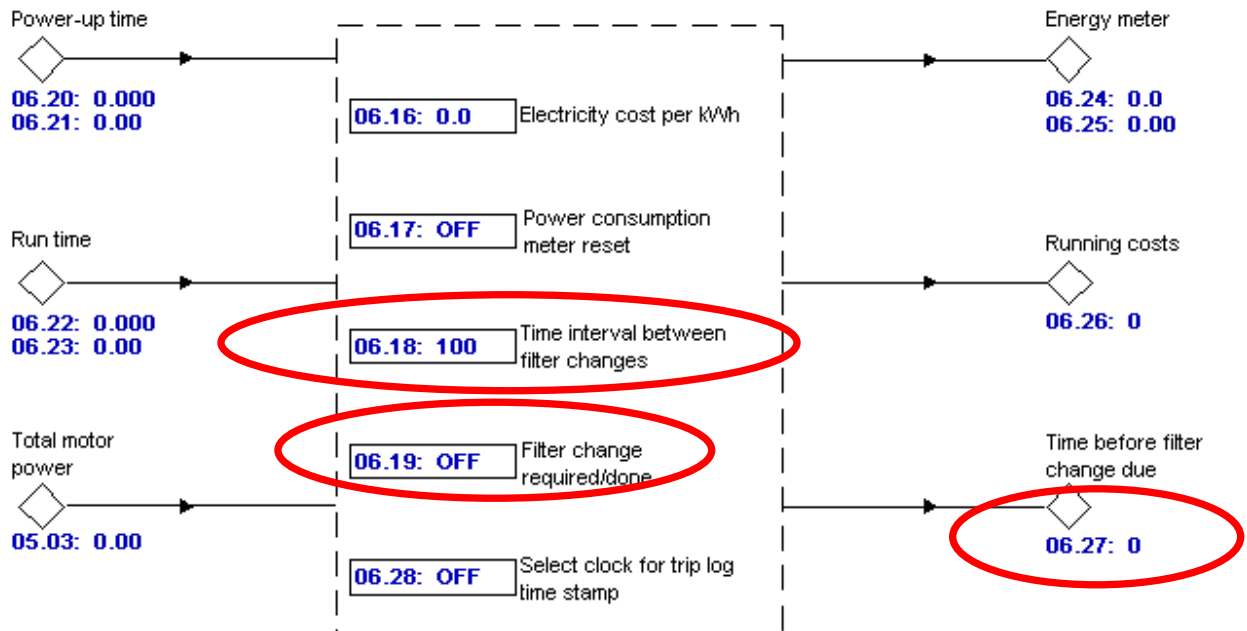 Power-up time
06.20: 0.000
06.21: 0.00
Run time
06.22: 0.000
06.23: 0.00
Total motor
power
05.03: 0.00
06.16: 0.0 Electricity cost per kWh
06.17: OFF Power consumption
meter reset
06.18: 100 Time interval between
filter changes
06.19: OFF Filter change
required/done
06.28: OFF Select clock for trip log
time stamp
Energy meter
06.24: 0.0
06.25: 0.00
Running costs
06.26: 0
Time before filter
change due
06.27: 0